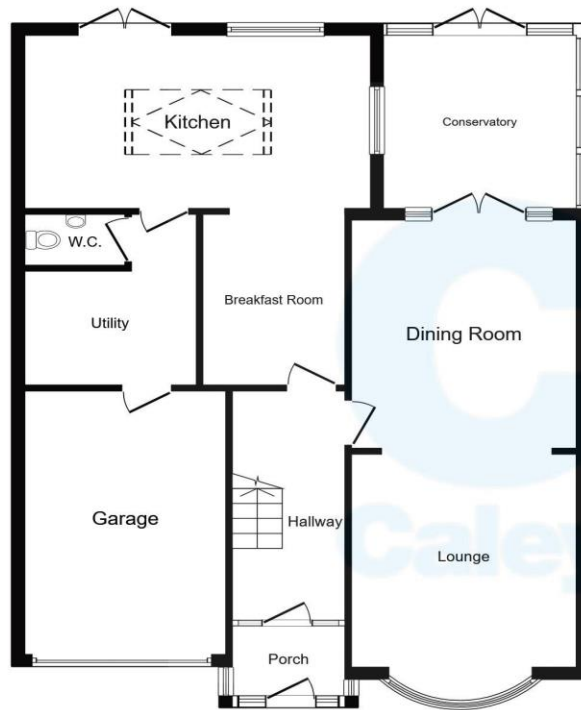 Kitchen
Conservatory
W.C.
Breakfast Room
Utility
Dining Room
Garage
Hallway
Lounge
Caley
Porch